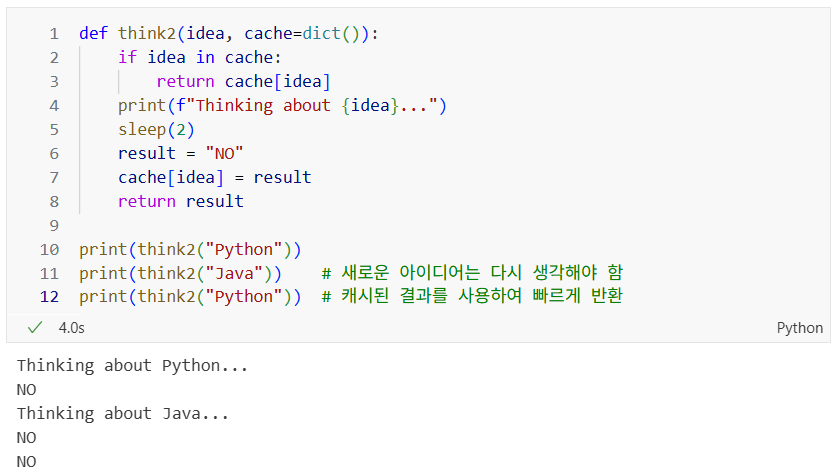 1 def think2(idea, cache=dict()):
2     if idea in cache:
3         return cache[idea]
4     print(f"Thinking about {idea}...")
5     sleep(2)
6     result = "NO"
7     cache[idea] = result
8     return result
9
10 print(think2("Python"))
11 print(think2("Java"))    # 새로운 아이디어는 다시 생각해야 함
12 print(think2("Python"))  # 캐시된 결과를 사용하여 빠르게 반환
✓ 4.0s Python
Thinking about Python...
NO
Thinking about Java...
NO
NO